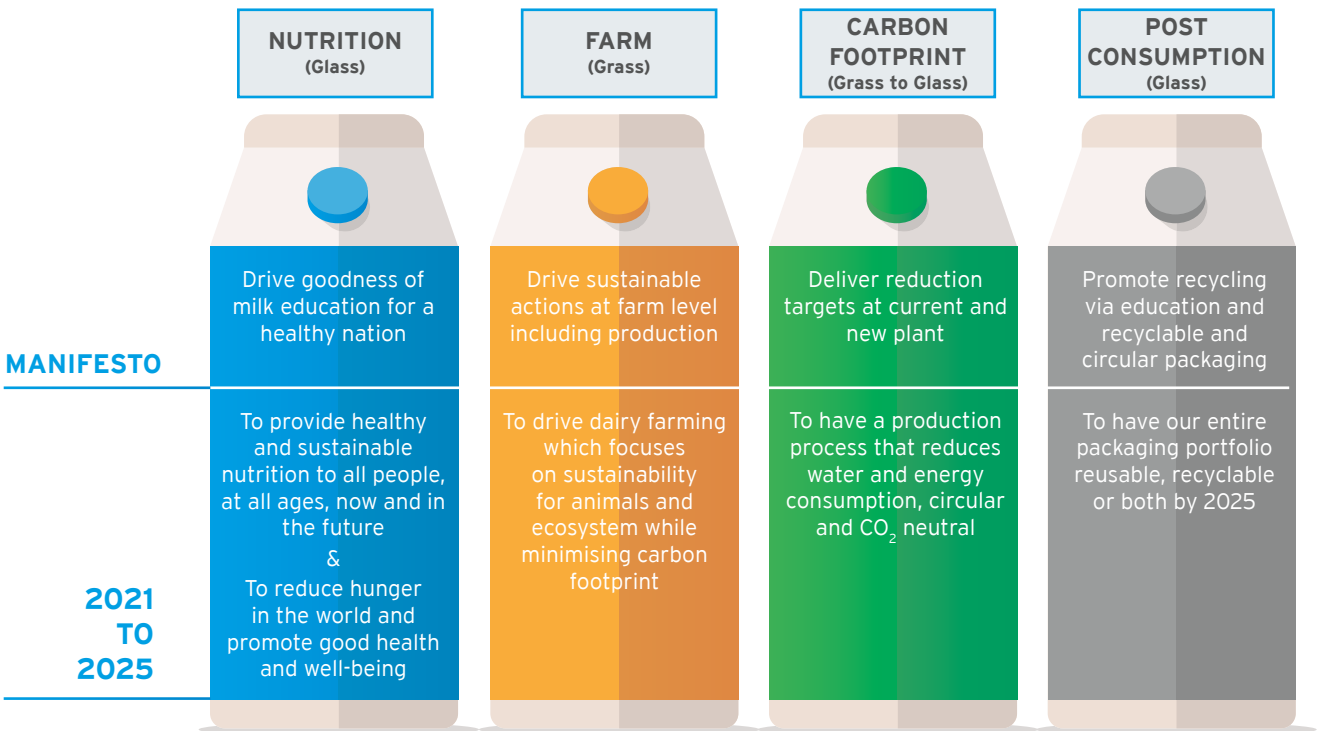 NUTRITION
(Glass)
FARM
(Grass)
CARBON
FOOTPRINT
(Grass to Glass)
POST
CONSUMPTION
(Glass)
MANIFESTO
Drive goodness of
milk education for a
healthy nation
Drive sustainable
actions at farm level
including production
Deliver reduction
targets at current and
new plant
Promote recycling
via education and
recyclable and
circular packaging
2021
TO
2025
To provide healthy
and sustainable
nutrition to all people,
at all ages, now and in
the future
&
To reduce hunger
in the world and
promote good health
and well-being
To drive dairy farming
which focuses
on sustainability
for animals and
ecosystem while
minimising carbon
footprint
To have a production
process that reduces
water and energy
consumption, circular
and CO₂ neutral
To have our entire
packaging portfolio
reusable, recyclable
or both by 2025